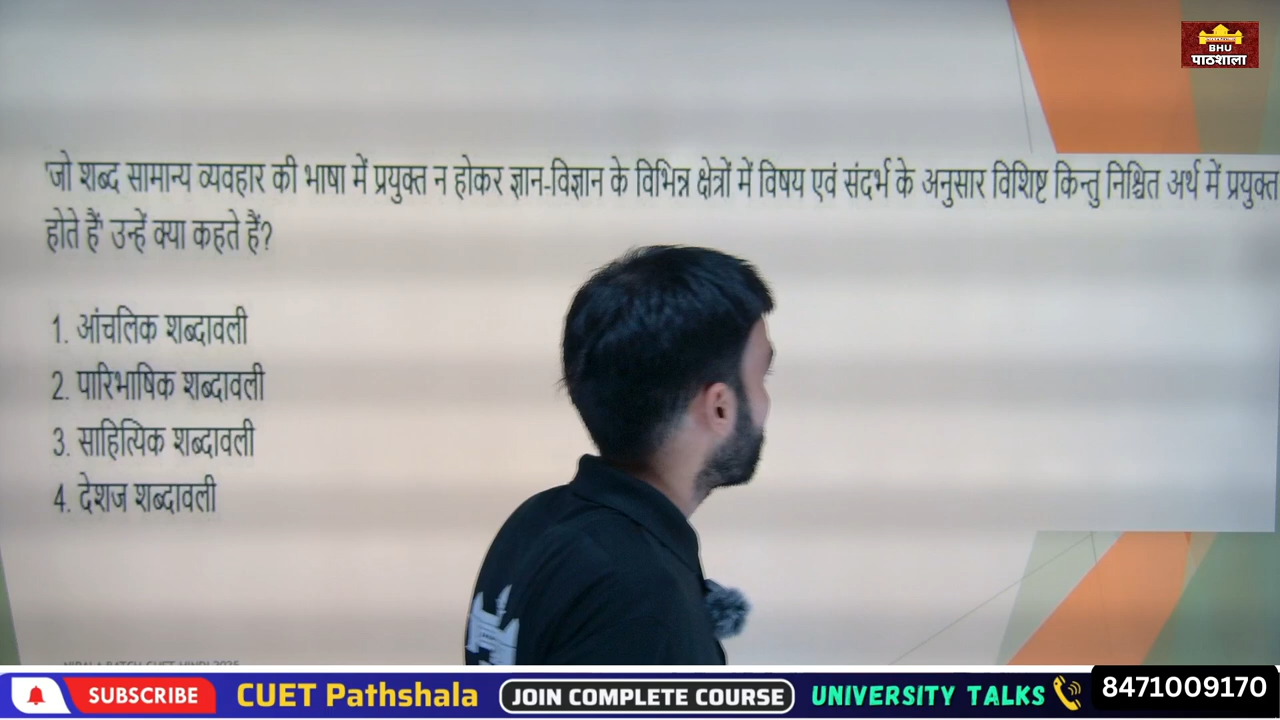 BHU
पाठशाला
'जो शब्द सामान्य व्यवहार की भाषा में प्रयुक्त न होकर ज्ञान-विज्ञान के विभिन्न क्षेत्रों में विषय एवं संदर्भ के अनुसार विशिष्ट किन्तु निश्चित अर्थ में प्रयुक्त
होते हैं' उन्हें क्या कहते हैं?
1. आंचलिक शब्दावली
2. पारिभाषिक शब्दावली
3. साहित्यिक शब्दावली
4. देशज शब्दावली
SUBSCRIBE CUET Pathshala JOIN COMPLETE COURSE UNIVERSITY TALKS 8471009170